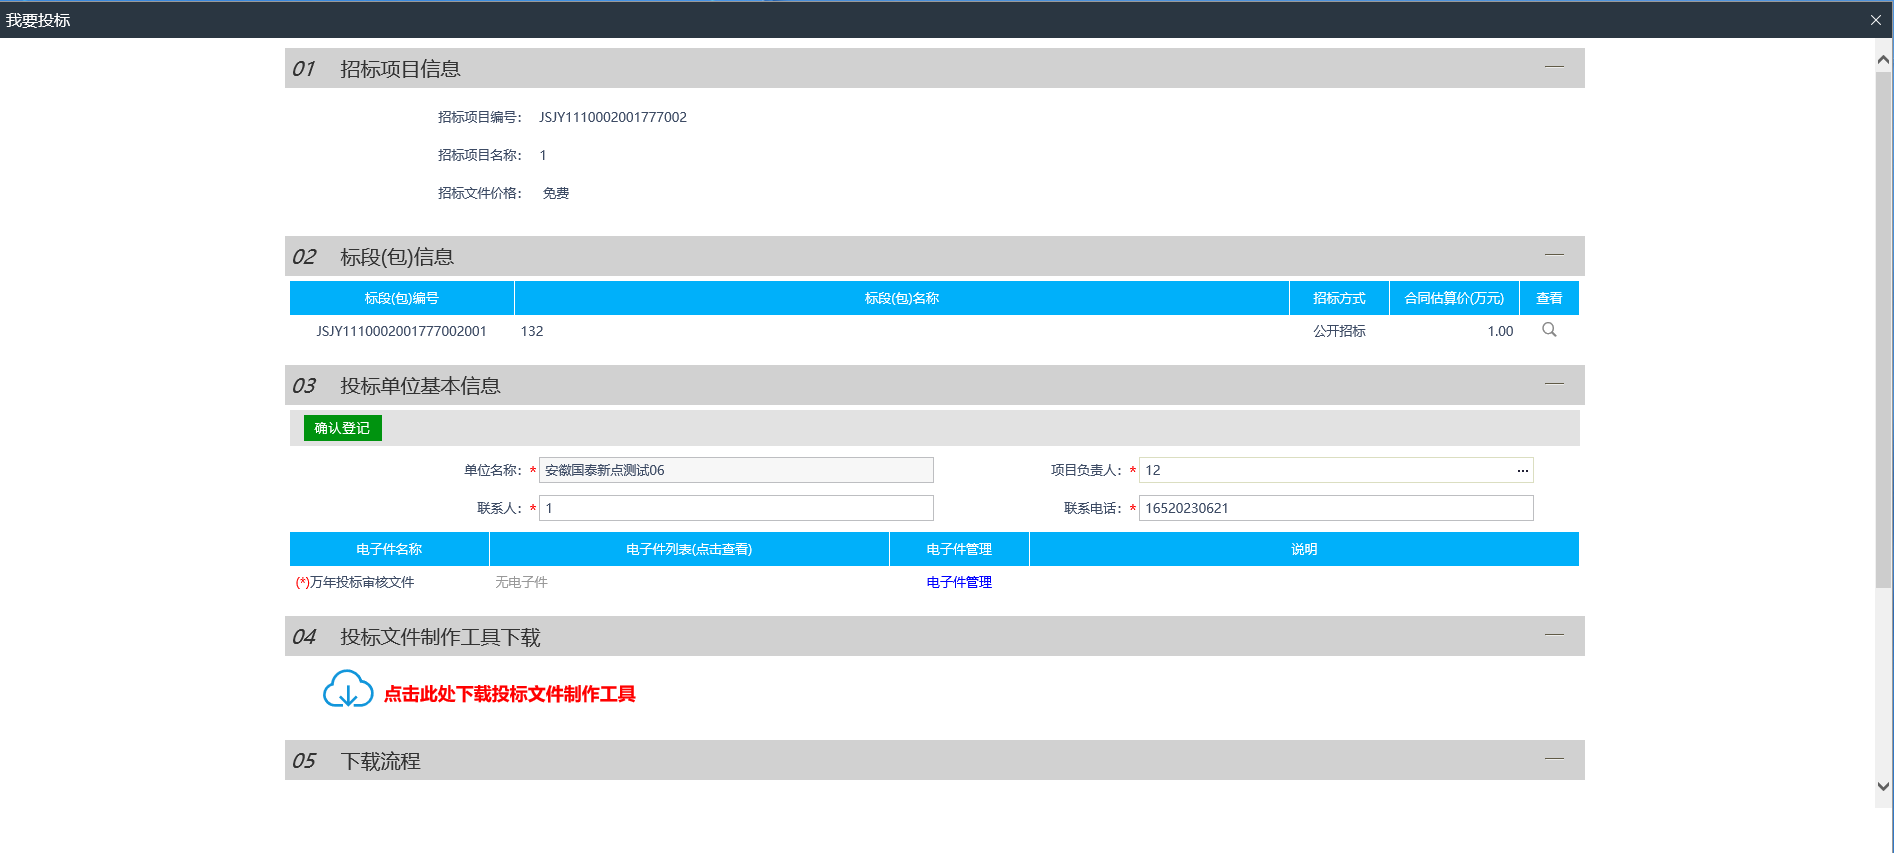 我要投标
01 招标项目信息
招标项目编号： JSJY1110002001777002
招标项目名称： 1
招标文件价格： 免费
02 标段(包)信息
标段(包)编号 标段(包)名称 招标方式 合同估算价(万元) 查看
JSJY1110002001777002001 132 公开招标 1.00
03 投标单位基本信息
确认登记
单位名称：* 安徽国泰新点测试06 项目负责人：* 12 ...
联系人：* 1 联系电话：* 16520230621
电子件名称 电子件列表(点击查看) 电子件管理 说明
(*)万年投标审核文件 无电子件 电子件管理
04 投标文件制作工具下载
点击此处下载投标文件制作工具
05 下载流程